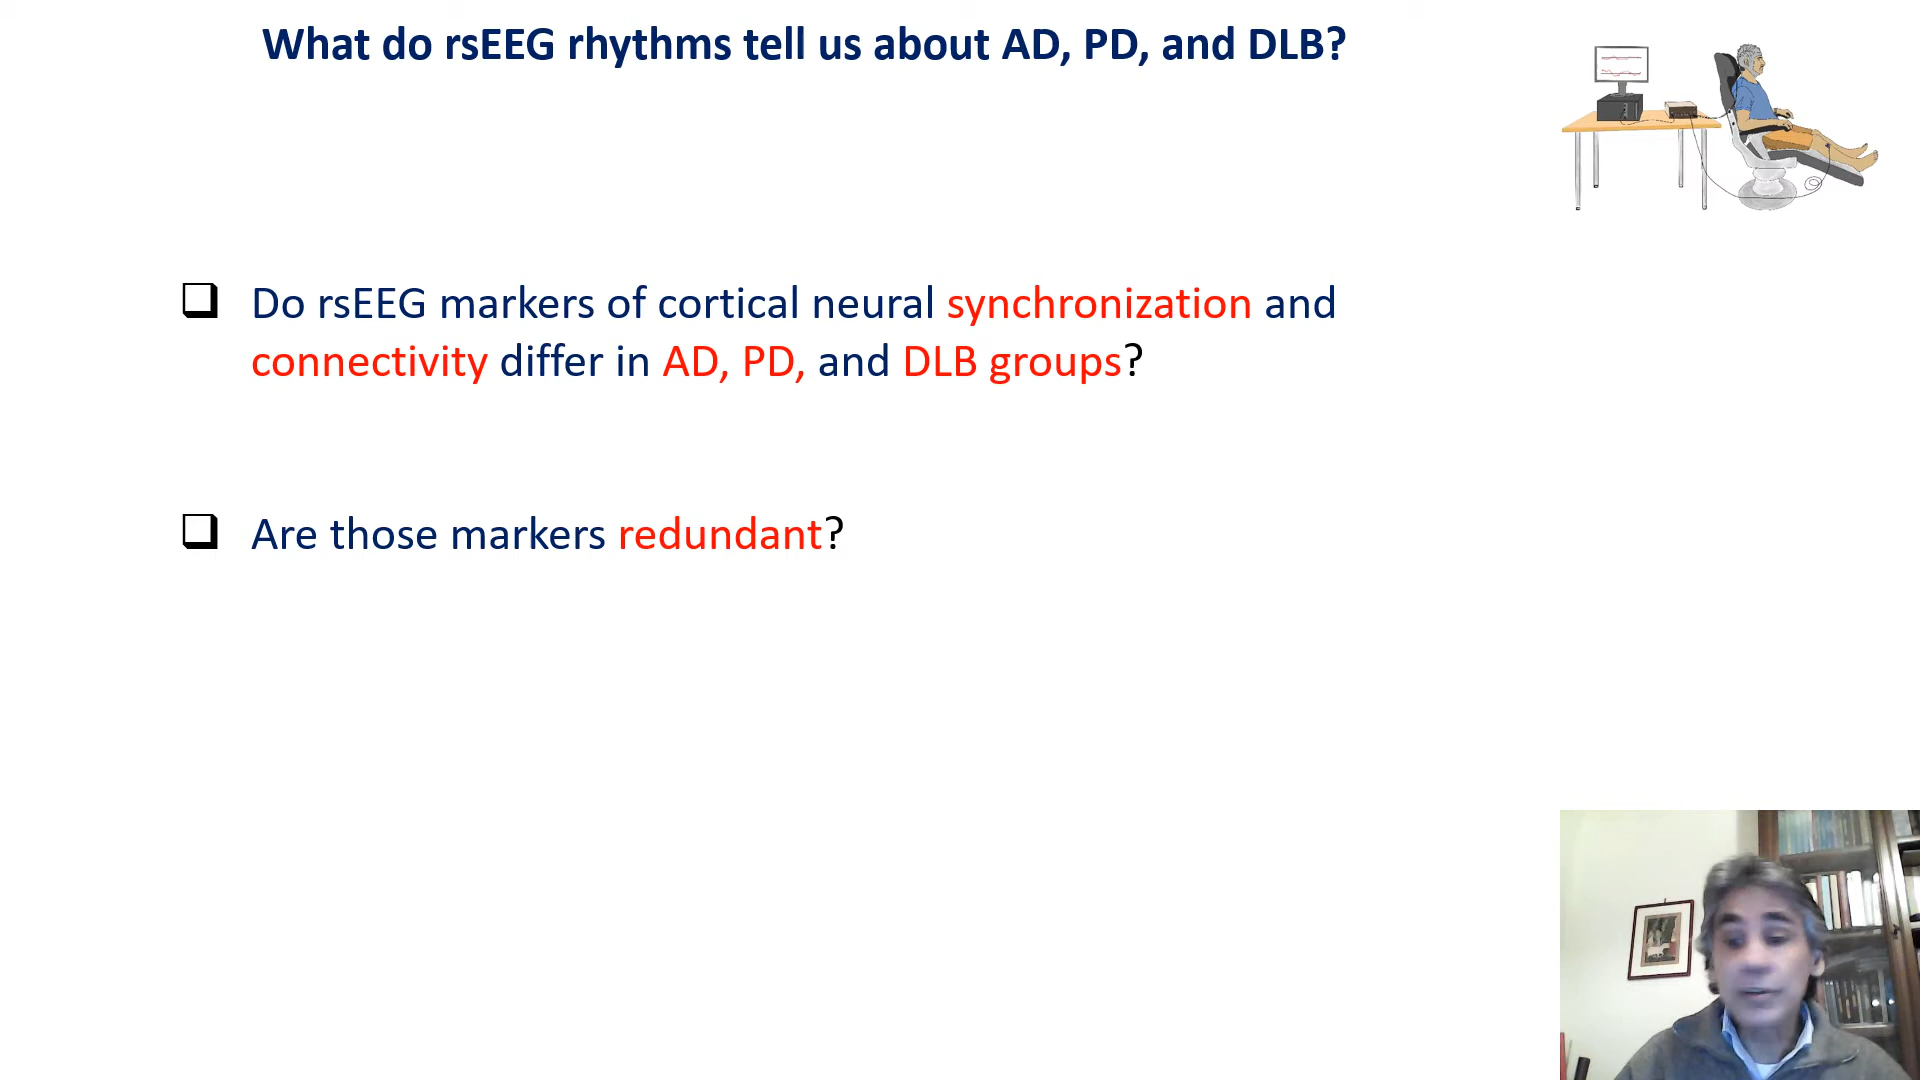 What do rsEEG rhythms tell us about AD, PD, and DLB?
Do rsEEG markers of cortical neural synchronization and
connectivity differ in AD, PD, and DLB groups?
Are those markers redundant?